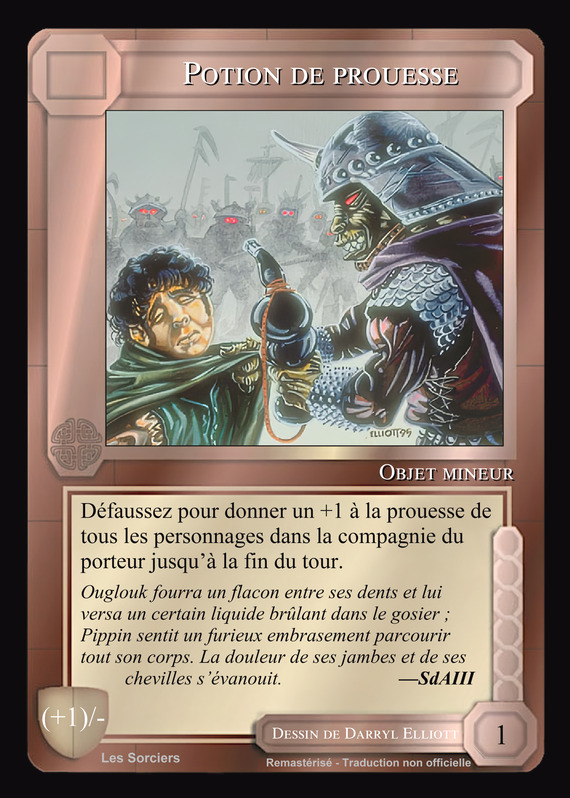 Potion de prouesse
ELLIOTT 95
Objet mineur
Défaussez pour donner un +1 à la prouesse de
tous les personnages dans la compagnie du
porteur jusqu’à la fin du tour.
Ouglouk fourra un flacon entre ses dents et lui
versa un certain liquide brûlant dans le gosier ;
Pippin sentit un furieux embrasement parcourir
tout son corps. La douleur de ses jambes et de ses
chevilles s’évanouit. —SdAIII
(+1)/-
Dessin de Darryl Elliott
1
Les Sorciers
Remastérisé - Traduction non officielle